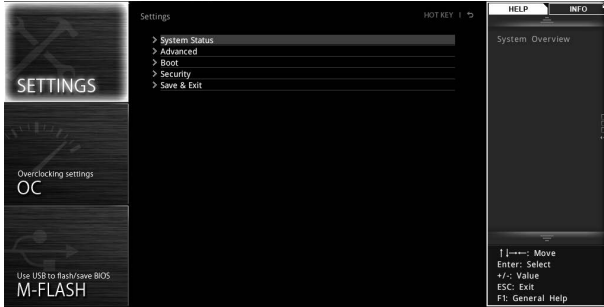 SETTINGS
Overclocking settings
OC
Use USB to flash/save BIOS
M-FLASH
Settings
HOT KEY | ⮌
> System Status
> Advanced
> Boot
> Security
> Save & Exit
HELP
INFO
System Overview
↑↓→←: Move
Enter: Select
+/-: Value
ESC: Exit
F1: General Help